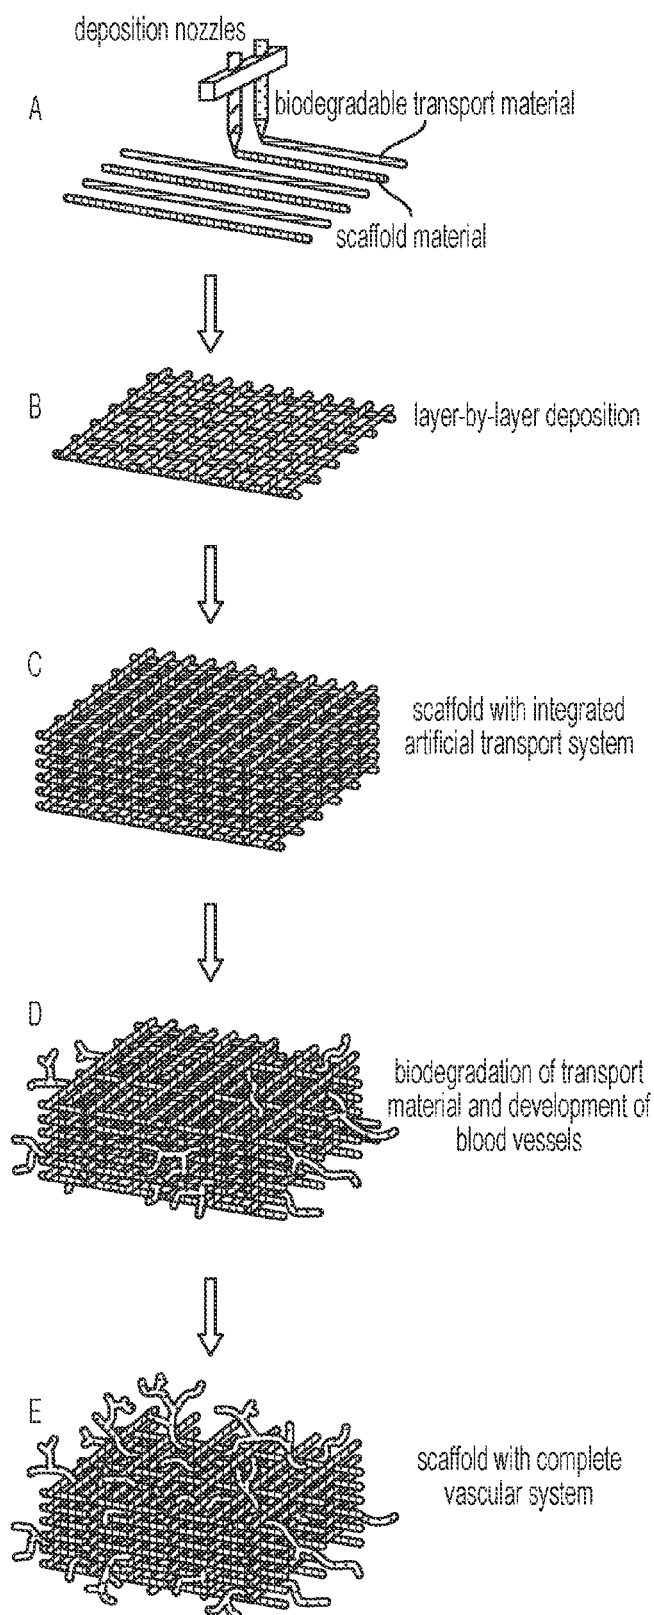 deposition nozzles
A
biodegradable transport material
scaffold material
B
layer-by-layer deposition
C
scaffold with integrated
artificial transport system
D
biodegradation of transport
material and development of
blood vessels
E
scaffold with complete
vascular system